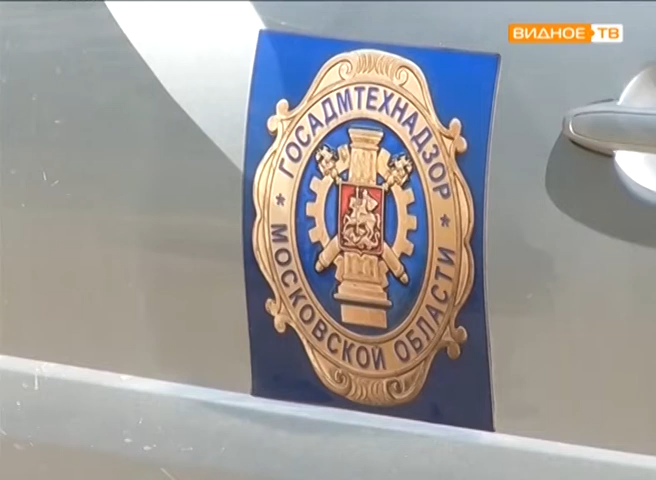 ВИДНОЕ ТВ
ГОСАДМТЕХНАДЗОР
МОСКОВСКОЙ ОБЛАСТИ